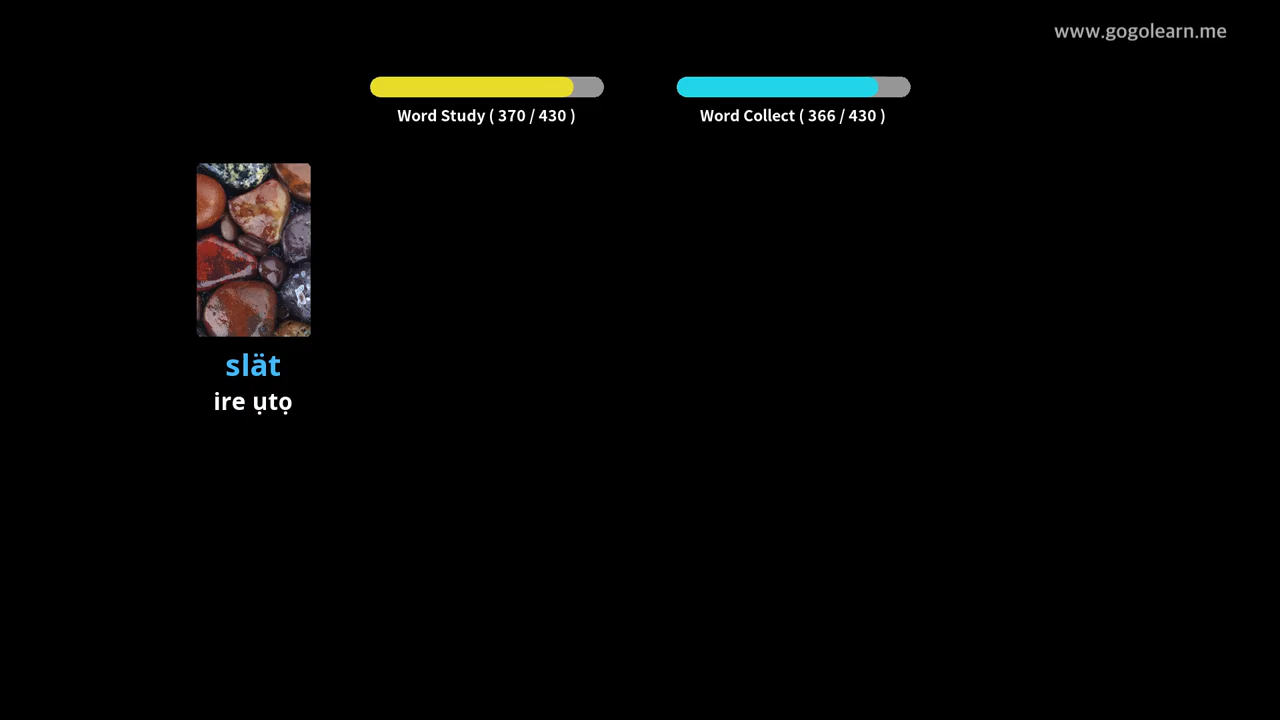 www.gogolearn.me
Word Study ( 370 / 430 )
Word Collect ( 366 / 430 )
slät
ire ụtọ